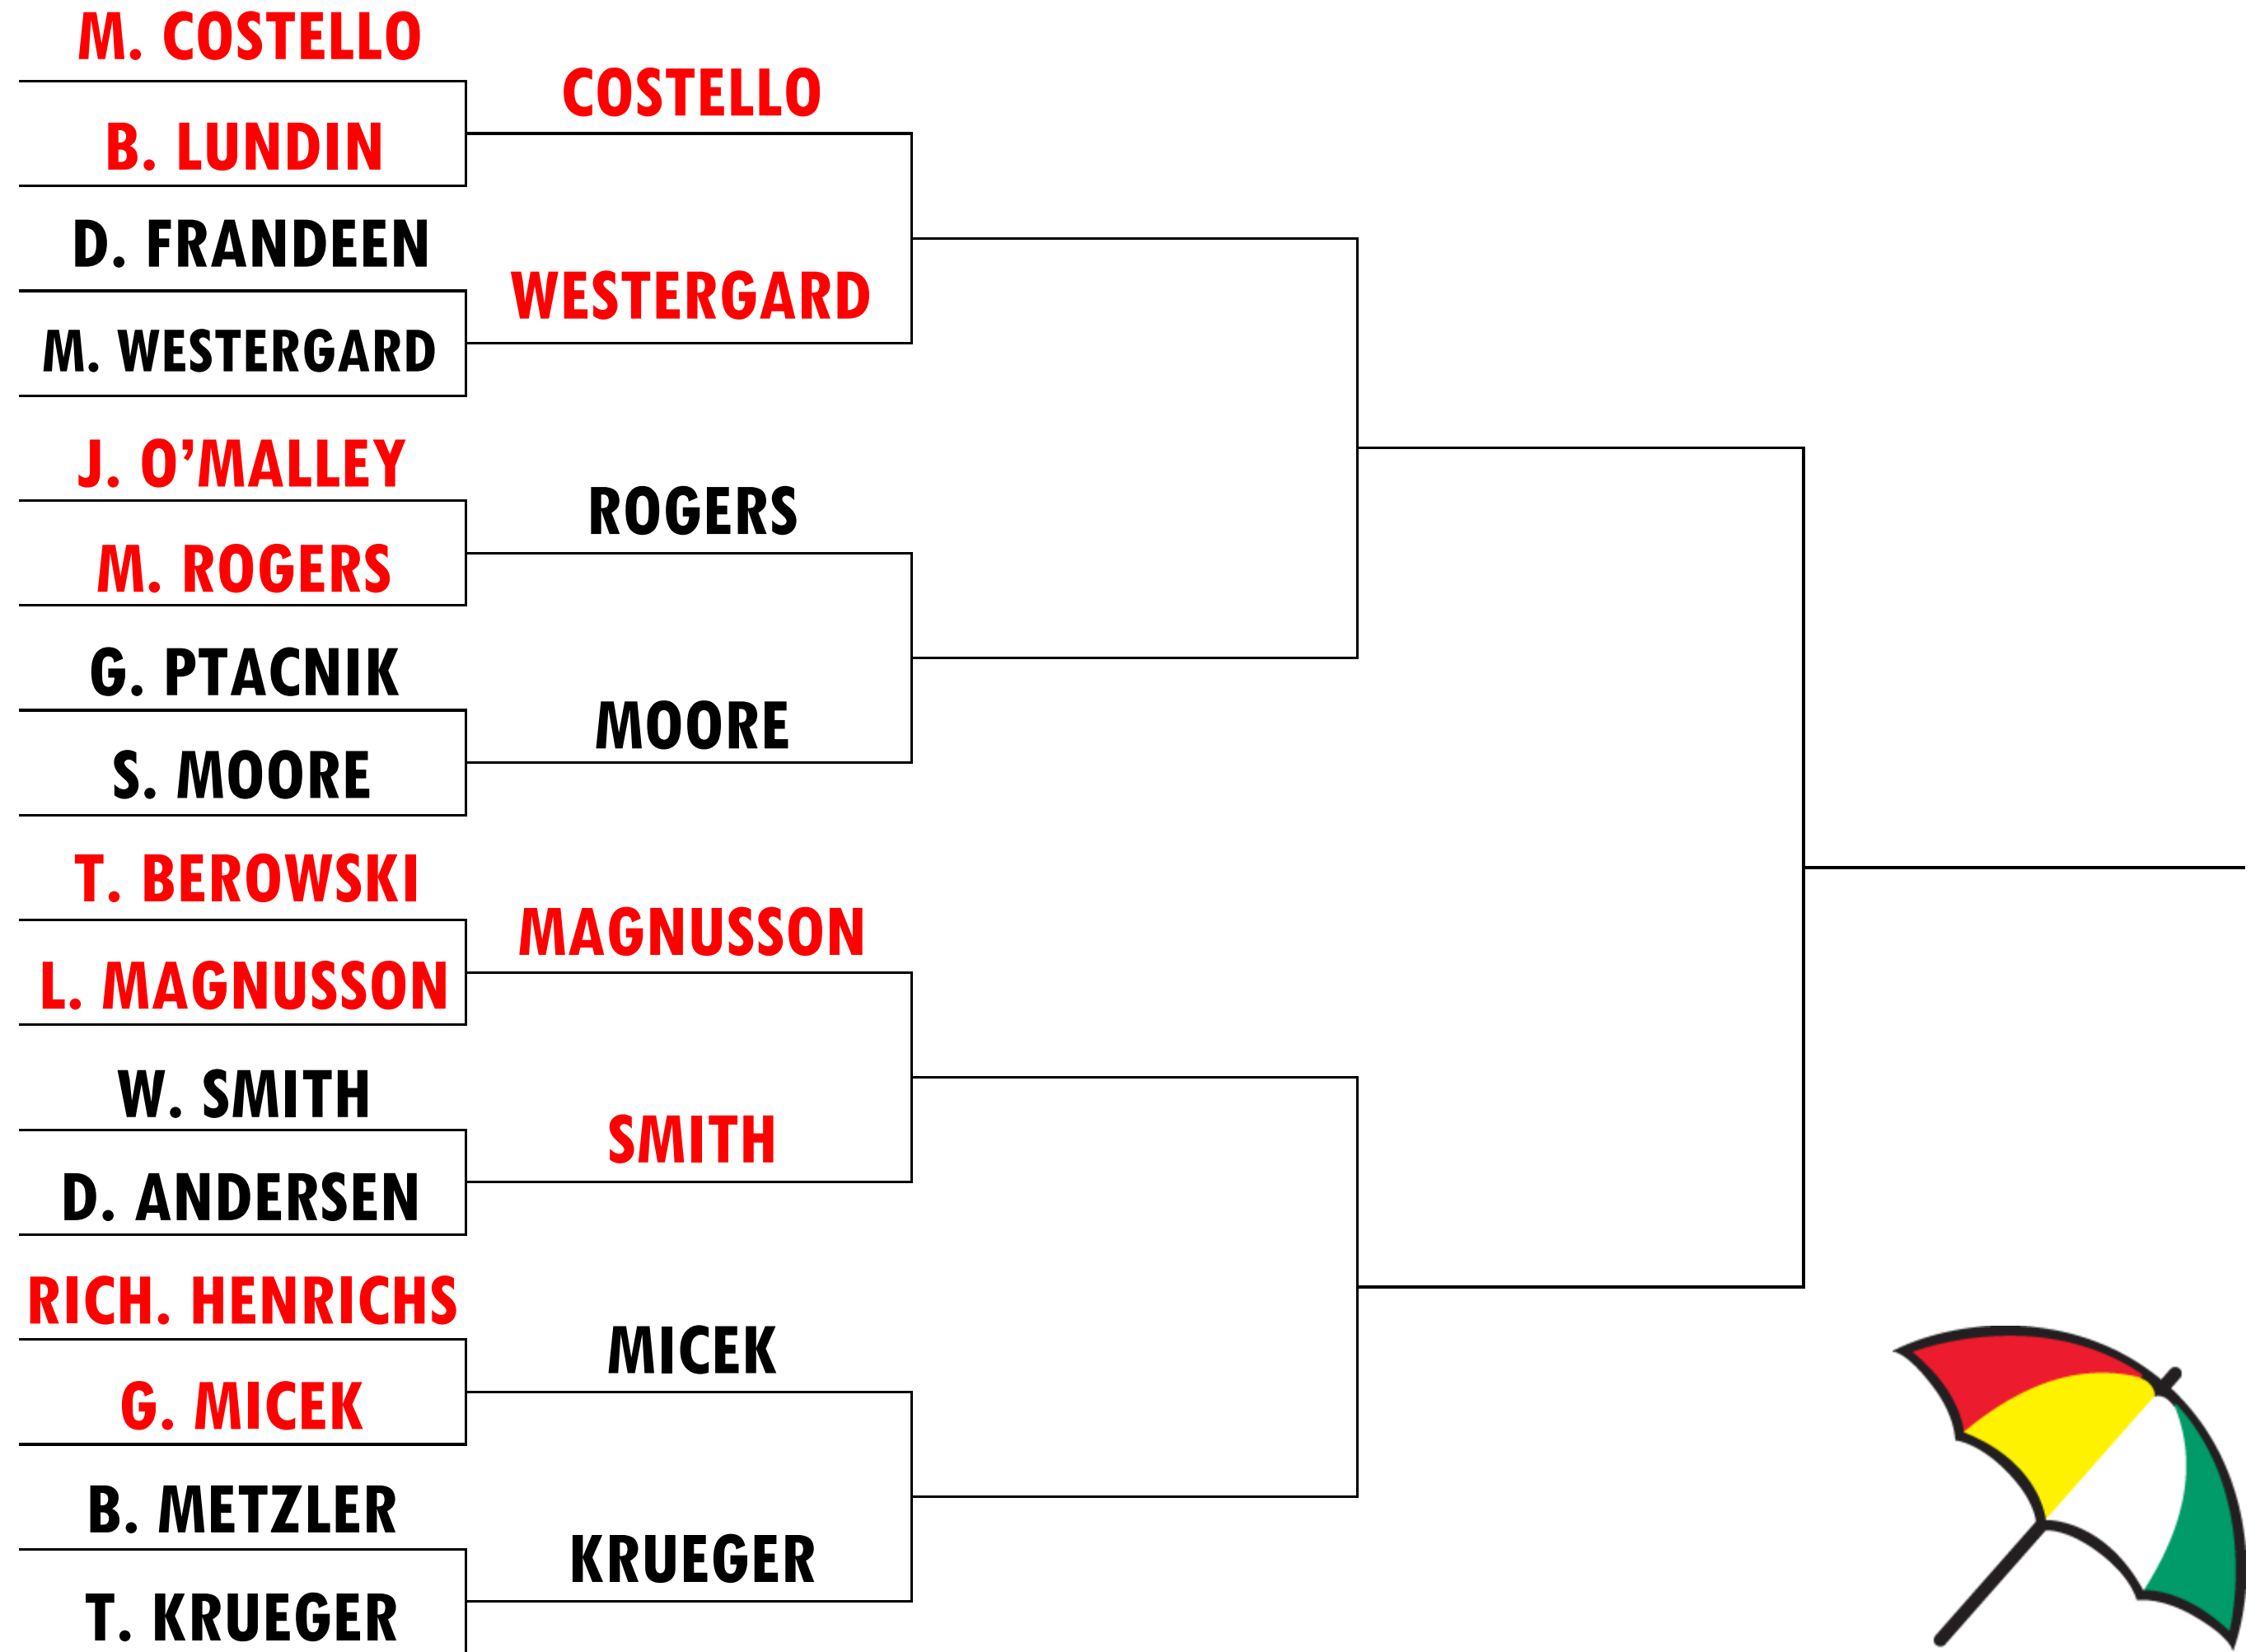 M. COSTELLO
B. LUNDIN
D. FRANDEEN
M. WESTERGARD
J. O’MALLEY
M. ROGERS
G. PTACNIK
S. MOORE
T. BEROWSKI
L. MAGNUSSON
W. SMITH
D. ANDERSEN
RICH. HENRICHS
G. MICEK
B. METZLER
T. KRUEGER
COSTELLO
WESTERGARD
ROGERS
MOORE
MAGNUSSON
SMITH
MICEK
KRUEGER